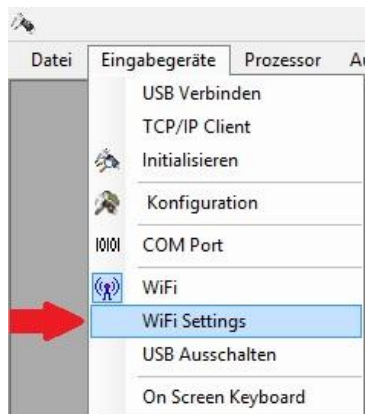 Datei Eingabegeräte Prozessor
USB Verbinden
TCP/IP Client
Initialisieren
Konfiguration
COM Port
WiFi
WiFi Settings
USB Ausschalten
On Screen Keyboard